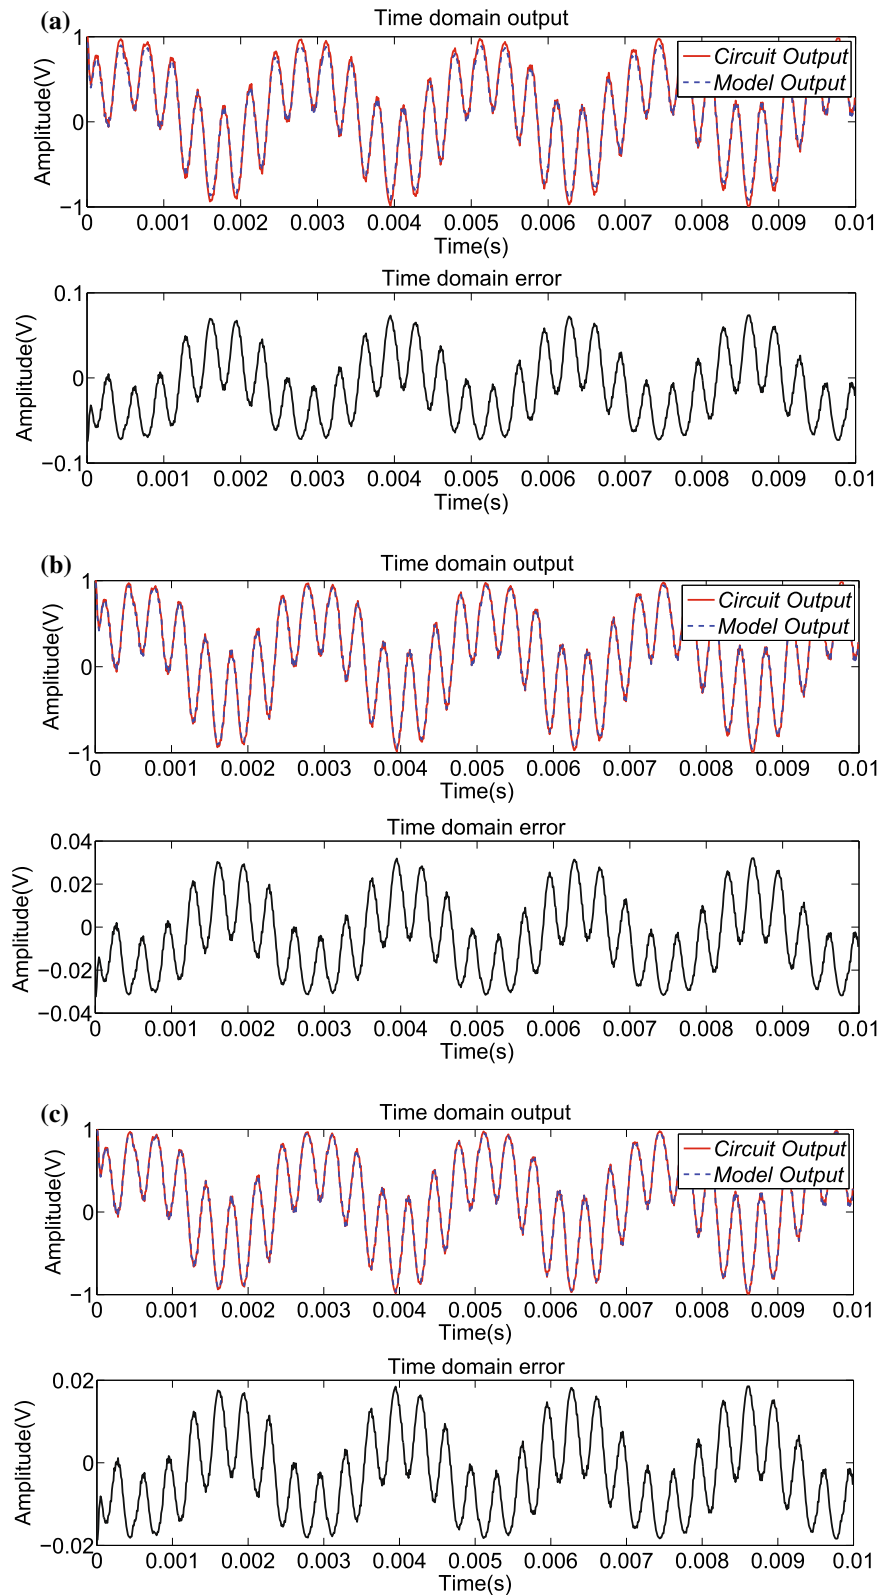 (a)
Time domain output
Amplitude(V)
1
0
−1
Circuit Output
Model Output
0 0.001 0.002 0.003 0.004 0.005 0.006 0.007 0.008 0.009 0.01
Time(s)
Time domain error
Amplitude(V)
0.1
0
−0.1
0 0.001 0.002 0.003 0.004 0.005 0.006 0.007 0.008 0.009 0.01
Time(s)
(b)
Time domain output
Amplitude(V)
1
0
−1
Circuit Output
Model Output
0 0.001 0.002 0.003 0.004 0.005 0.006 0.007 0.008 0.009 0.01
Time(s)
Time domain error
Amplitude(V)
0.04
0.02
0
−0.02
−0.04
0 0.001 0.002 0.003 0.004 0.005 0.006 0.007 0.008 0.009 0.01
Time(s)
(c)
Time domain output
Amplitude(V)
1
0
−1
Circuit Output
Model Output
0 0.001 0.002 0.003 0.004 0.005 0.006 0.007 0.008 0.009 0.01
Time(s)
Time domain error
Amplitude(V)
0.02
0
−0.02
0 0.001 0.002 0.003 0.004 0.005 0.006 0.007 0.008 0.009 0.01
Time(s)